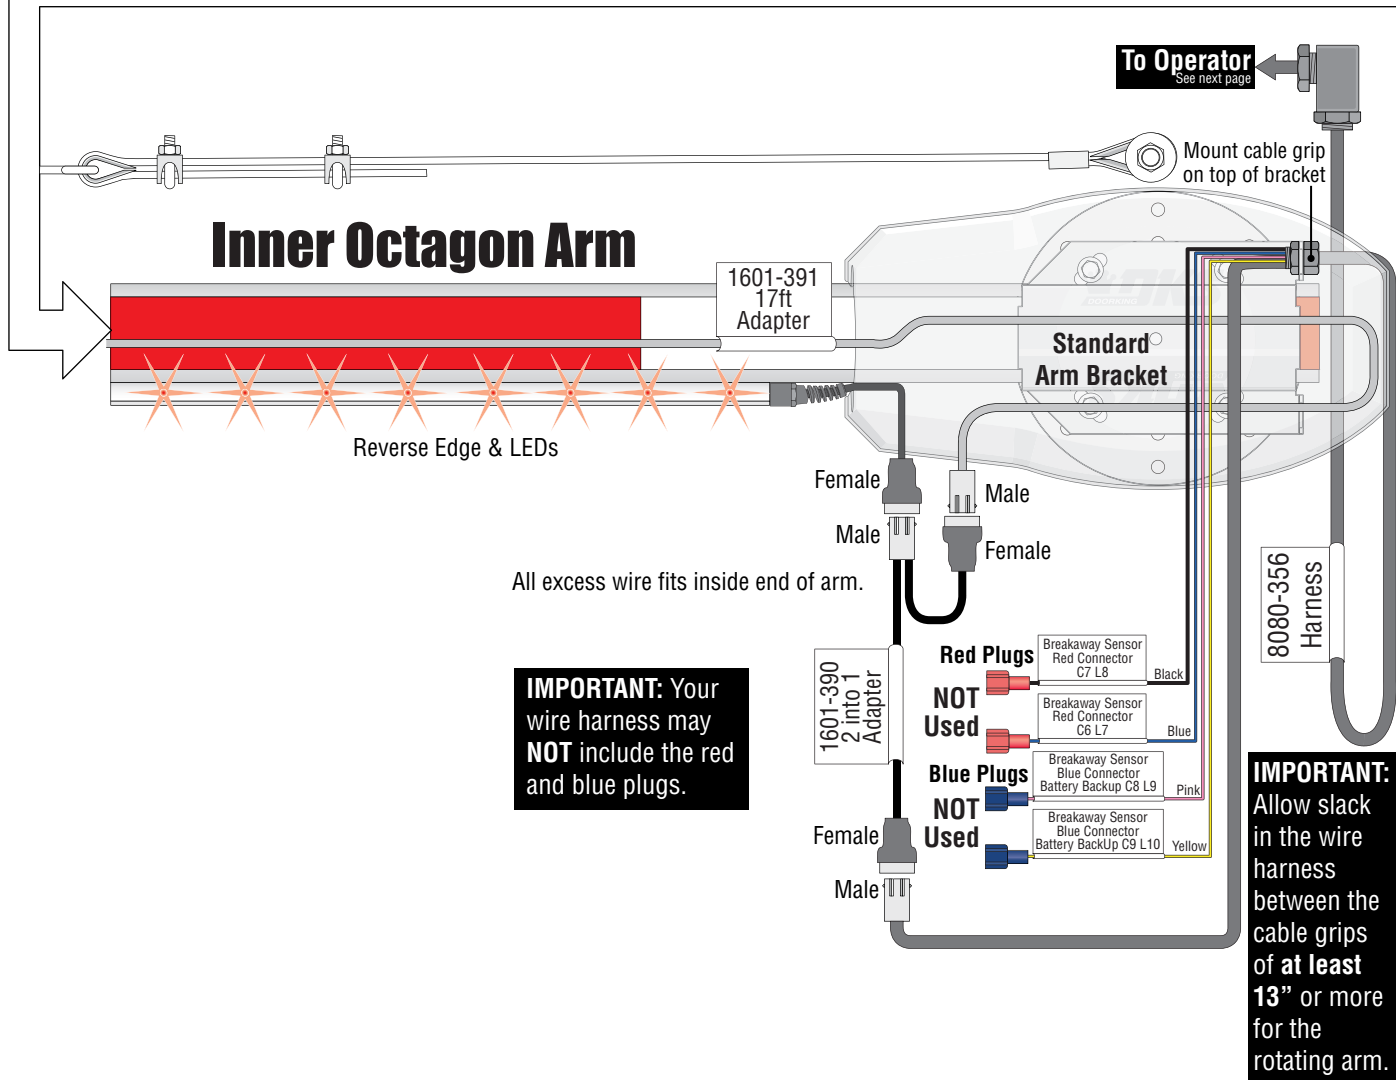 To Operator
See next page
Mount cable grip
on top of bracket
Inner Octagon Arm
1601-391
17ft
Adapter
DKS
DOORKING
Standard
Arm Bracket
Reverse Edge & LEDs
Female
Male
Male
Female
All excess wire fits inside end of arm.
8080-356
Harness
1601-390
2 into 1
Adapter
Red Plugs
NOT
Used
Breakaway Sensor
Red Connector
C7 L8
Black
Breakaway Sensor
Red Connector
C6 L7
Blue
Blue Plugs
NOT
Used
Breakaway Sensor
Blue Connector
Battery Backup C8 L9
Pink
Breakaway Sensor
Blue Connector
Battery BackUp C9 L10
Yellow
IMPORTANT: Your
wire harness may
NOT include the red
and blue plugs.
Female
Male
IMPORTANT:
Allow slack
in the wire
harness
between the
cable grips
of at least
13” or more
for the
rotating arm.